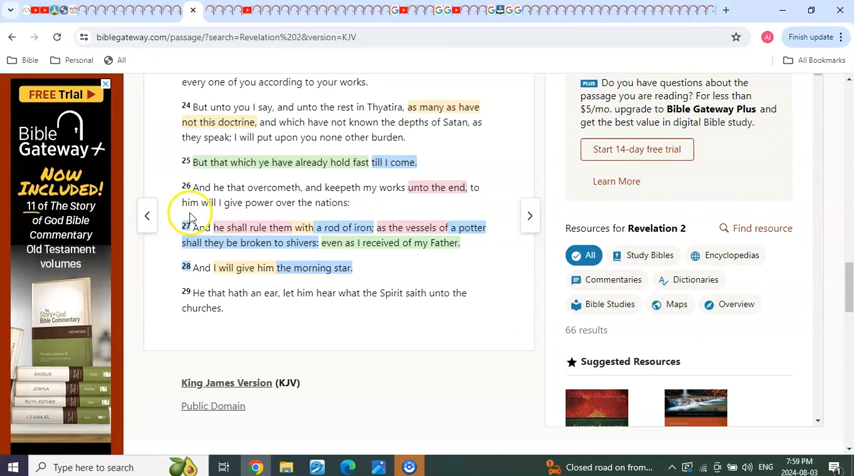 Finish update
biblegateway.com/passage/?search=Revelation%202&version=KJV
AI
Bible
Personal
All
All Bookmarks
FREE Trial
BIBLE
GATEWAY+
NOW
INCLUDED!
11 of The Story
of God Bible
Commentary
Old Testament
volumes
every one of you according to your works.
24 But unto you I say, and unto the rest in Thyatira, as many as have
not this doctrine, and which have not known the depths of Satan, as
they speak; I will put upon you none other burden.
25 But that which ye have already hold fast till I come.
26 And he that overcometh, and keepeth my works unto the end, to
him will I give power over the nations:
27 And he shall rule them with a rod of iron; as the vessels of a potter
shall they be broken to shivers: even as I received of my Father.
28 And I will give him the morning star.
29 He that hath an ear, let him hear what the Spirit saith unto the
churches.
King James Version (KJV)
Public Domain
PLUS Do you have questions about the
passage you are reading? For less than
$5/mo. upgrade to Bible Gateway Plus and
get the best value in digital Bible study.
Start 14-day free trial
Learn More
Resources for Revelation 2
Find resource
All
Study Bibles
Encyclopedias
Commentaries
Dictionaries
Bible Studies
Maps
Overview
66 results
Suggested Resources
Type here to search
Closed road on from...
ENG
7:59 PM
2024-08-03